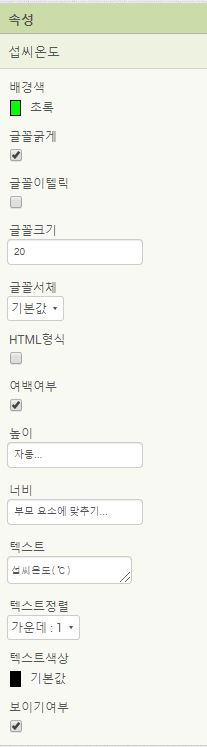 속성
섭씨온도
배경색
초록
글꼴굵게
글꼴이텔릭
글꼴크기
20
글꼴서체
기본값
HTML형식
여백여부
높이
자동...
너비
부모 요소에 맞추기...
텍스트
섭씨온도(℃)
텍스트정렬
가운데 : 1
텍스트색상
기본값
보이기여부